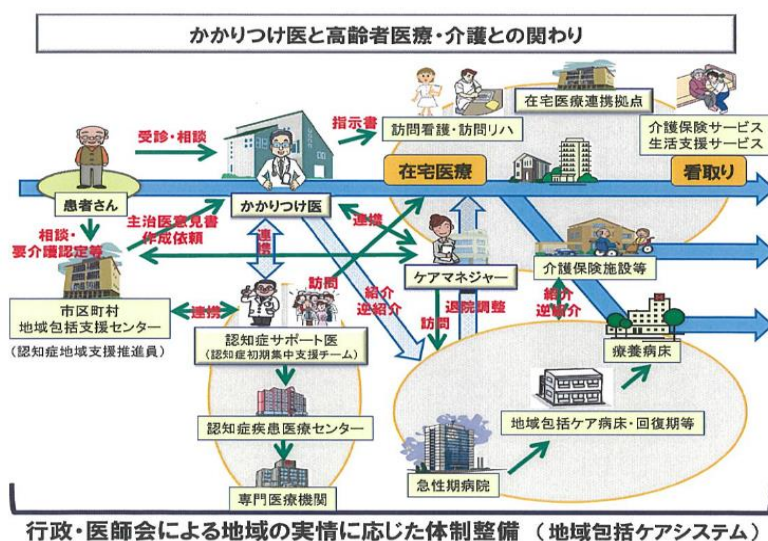 かかりつけ医と高齢者医療・介護との関わり
受診・相談
指示書
訪問看護・訪問リハ
在宅医療連携拠点
介護保険サービス
生活支援サービス
在宅医療
看取り
患者さん
かかりつけ医
相談・
要介護認定等
主治医意見書
作成依頼
連携
連携
ケアマネジャー
介護保険施設等
市区町村
地域包括支援センター
(認知症地域支援推進員)
連携
訪問
認知症サポート医
(認知症初期集中支援チーム)
紹介
逆紹介
訪問
退院調整
紹介
逆紹介
療養病床
認知症疾患医療センター
地域包括ケア病床・回復期等
専門医療機関
急性期病院
行政・医師会による地域の実情に応じた体制整備 (地域包括ケアシステム)